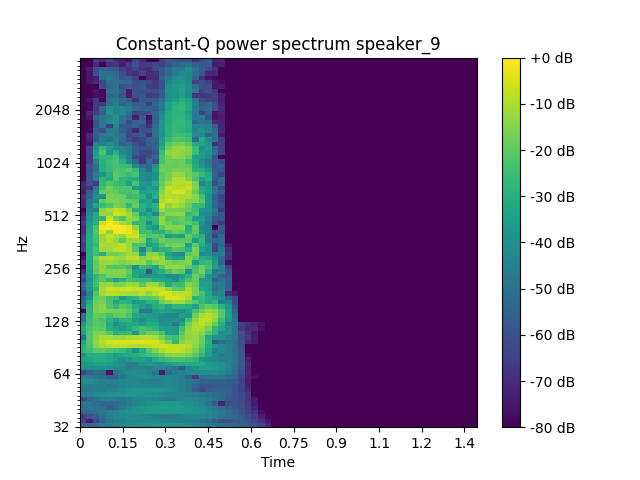 Constant-Q power spectrum speaker_9
Hz
2048
1024
512
256
128
64
32
0 0.15 0.3 0.45 0.6 0.75 0.9 1.1 1.2 1.4
Time
+0 dB
-10 dB
-20 dB
-30 dB
-40 dB
-50 dB
-60 dB
-70 dB
-80 dB